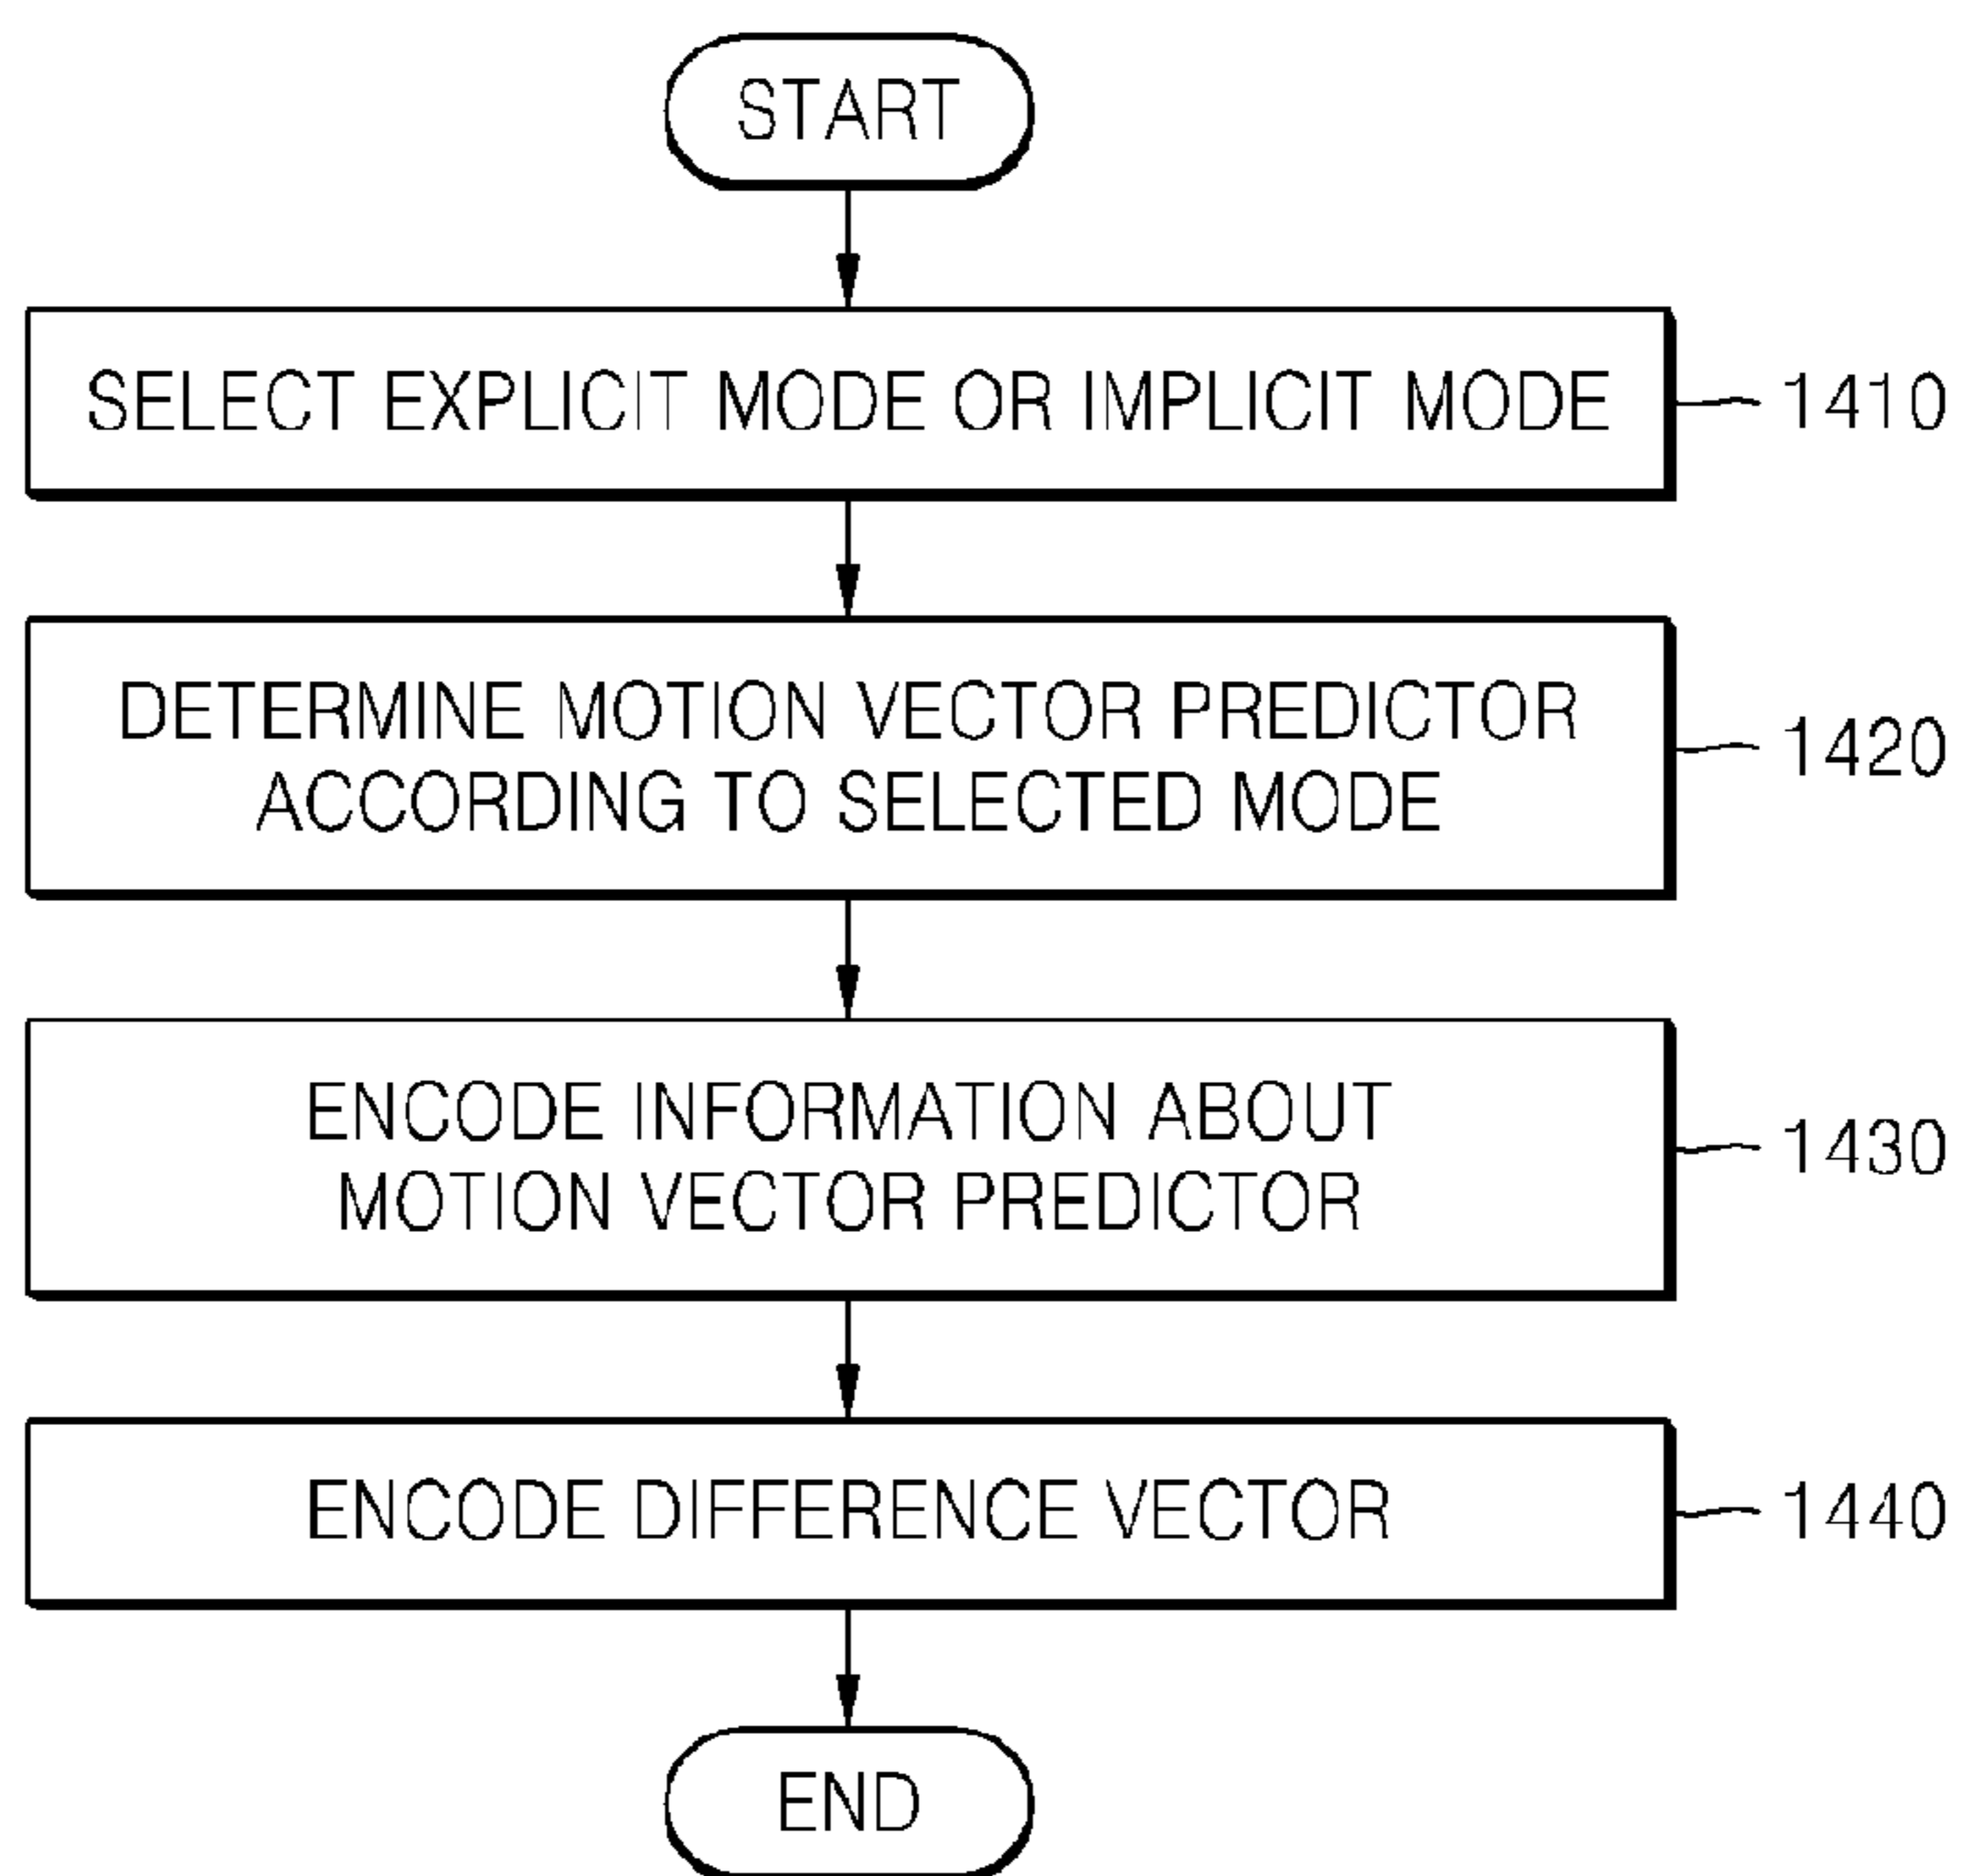 START
SELECT EXPLICIT MODE OR IMPLICIT MODE
1410
DETERMINE MOTION VECTOR PREDICTOR
ACCORDING TO SELECTED MODE
1420
ENCODE INFORMATION ABOUT
MOTION VECTOR PREDICTOR
1430
ENCODE DIFFERENCE VECTOR
1440
END